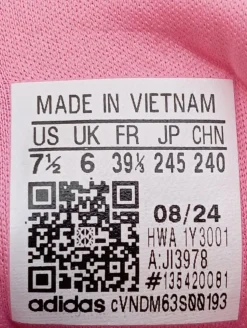 MADE IN VIETNAM
US UK FR JP CHN
7½ 6 39⅓ 245 240
08/24
HWA 1Y3001
A:JI3978
#135420081
adidas cVNDM63S00193